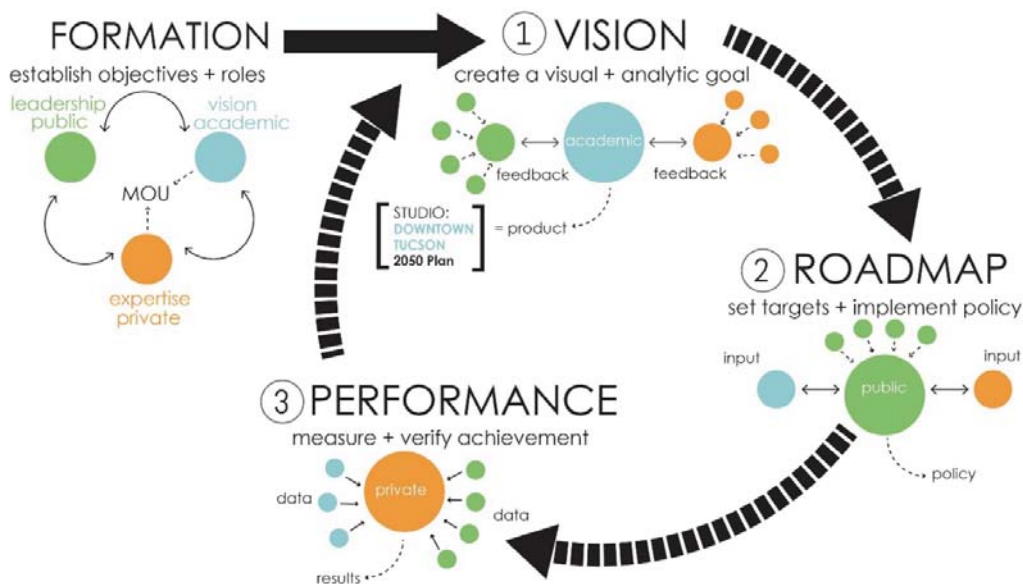 FORMATION
establish objectives + roles
leadership
public
vision
academic
MOU
expertise
private
1 VISION
create a visual + analytic goal
academic
feedback
feedback
[STUDIO:
DOWNTOWN
TUCSON
2050 Plan]
= product
2 ROADMAP
set targets + implement policy
input
input
public
policy
3 PERFORMANCE
measure + verify achievement
private
data
data
results